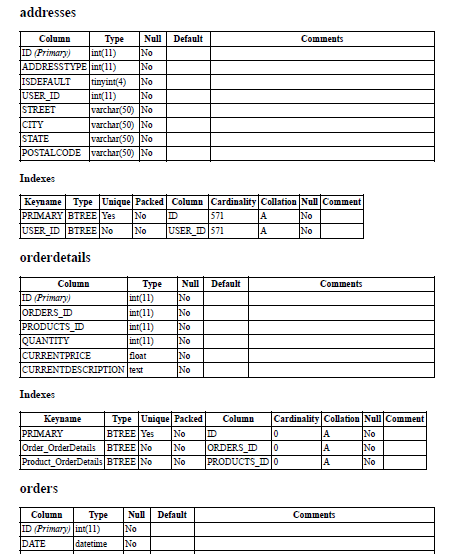 addresses
Column Type Null Default Comments
ID (Primary) int(11) No
ADDRESSTYPE int(11) No
ISDEFAULT tinyint(4) No
USER_ID int(11) No
STREET varchar(50) No
CITY varchar(50) No
STATE varchar(50) No
POSTALCODE varchar(50) No
Indexes
Keyname Type Unique Packed Column Cardinality Collation Null Comment
PRIMARY BTREE Yes No ID 571 A No
USER_ID BTREE No No USER_ID 571 A No
orderdetails
Column Type Null Default Comments
ID (Primary) int(11) No
ORDERS_ID int(11) No
PRODUCTS_ID int(11) No
QUANTITY int(11) No
CURRENTPRICE float No
CURRENTDESCRIPTION text No
Indexes
Keyname Type Unique Packed Column Cardinality Collation Null Comment
PRIMARY BTREE Yes No ID 0 A No
Order_OrderDetails BTREE No No ORDERS_ID 0 A No
Product_OrderDetails BTREE No No PRODUCTS_ID 0 A No
orders
Column Type Null Default Comments
ID (Primary) int(11) No
DATE datetime No